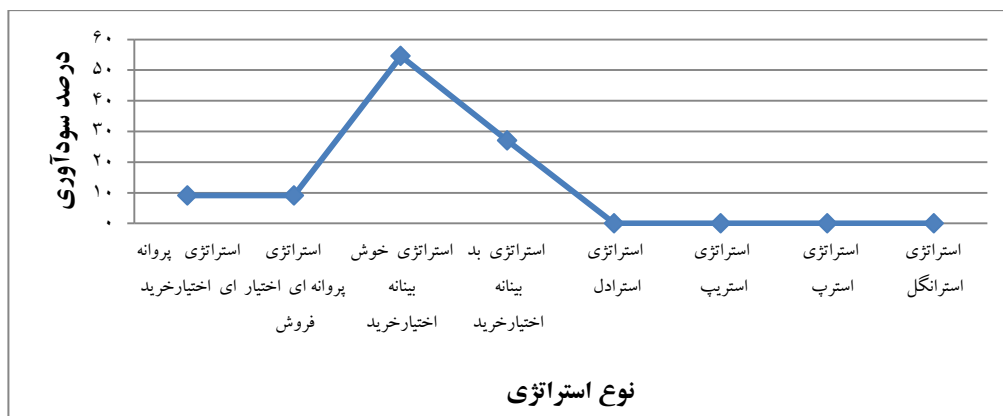 درصد سودآوری
۶۰
۵۰
۴۰
۳۰
۲۰
۱۰
۰
استراتژی پروانه
ای اختیارخرید
استراتژی
پروانه ای اختیار
فروش
استراتژی خوش
بینانه
اختیارخرید
استراتژی بد
بینانه
اختیارخرید
استراتژی
استرادل
استراتژی
استریپ
استراتژی
استرپ
استراتژی
استرانگل
نوع استراتژی